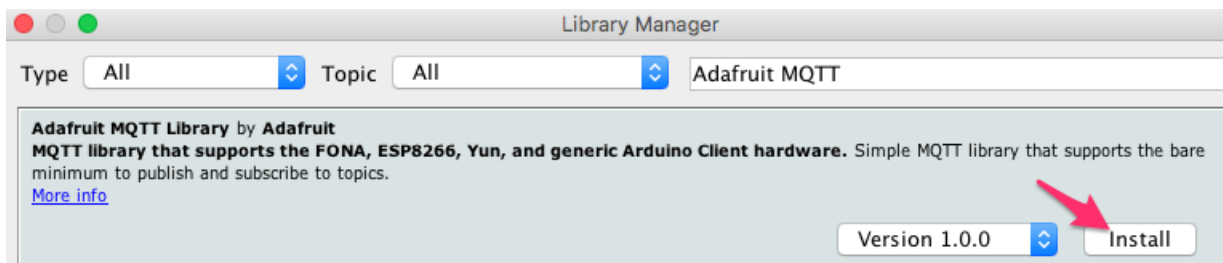 Library Manager
Type All Topic All Adafruit MQTT
Adafruit MQTT Library by Adafruit
MQTT library that supports the FONA, ESP8266, Yun, and generic Arduino Client hardware. Simple MQTT library that supports the bare
minimum to publish and subscribe to topics.
More info
Version 1.0.0 Install